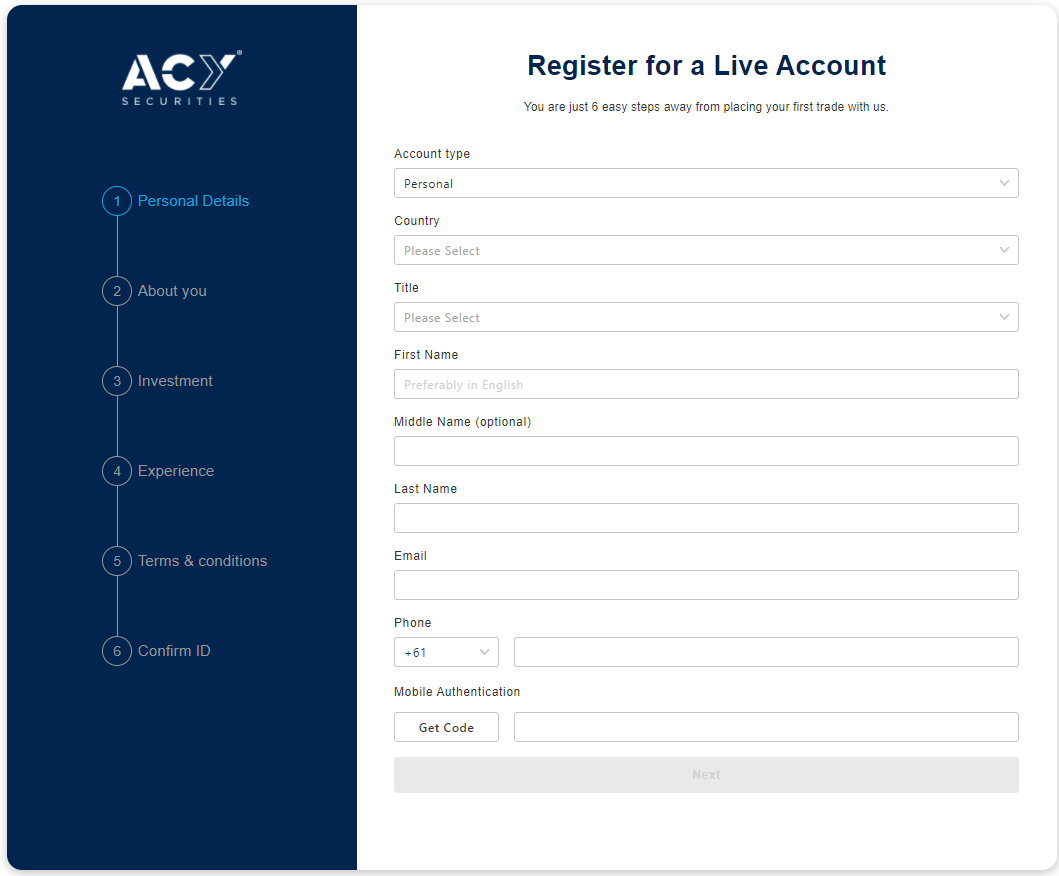 ACY®
SECURITIES
1 Personal Details
2 About you
3 Investment
4 Experience
5 Terms & conditions
6 Confirm ID
Register for a Live Account
You are just 6 easy steps away from placing your first trade with us.
Account type
Personal
Country
Please Select
Title
Please Select
First Name
Preferably in English
Middle Name (optional)
Last Name
Email
Phone
+61
Mobile Authentication
Get Code
Next